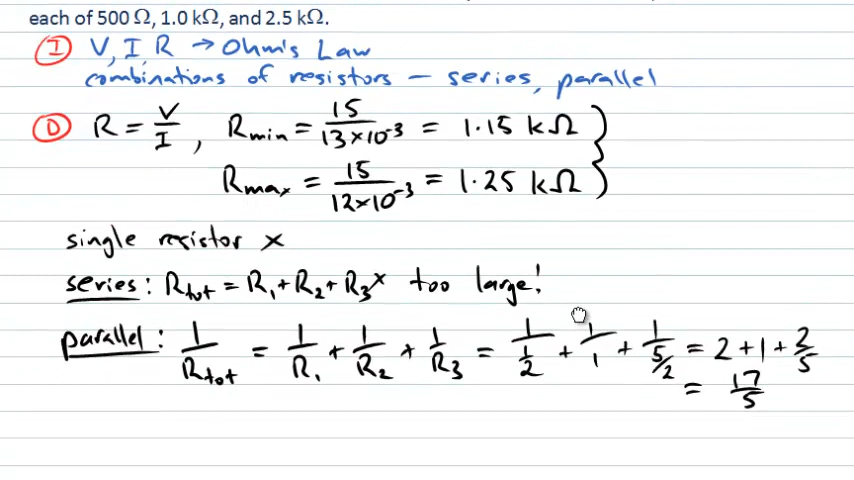 each of 500 Ω, 1.0 kΩ, and 2.5 kΩ.
I V, I, R → Ohm's Law
combinations of resistors – series, parallel
D R = V/I , Rmin = 15/13×10⁻³ = 1.15 kΩ }
Rmax = 15/12×10⁻³ = 1.25 kΩ
single resistor ×
series: Rtot = R₁+R₂+R₃ × too large!
parallel: 1/Rtot = 1/R₁ + 1/R₂ + 1/R₃ = 1/(1/2) + 1/1 + 1/(5/2) = 2 + 1 + 2/5
= 17/5